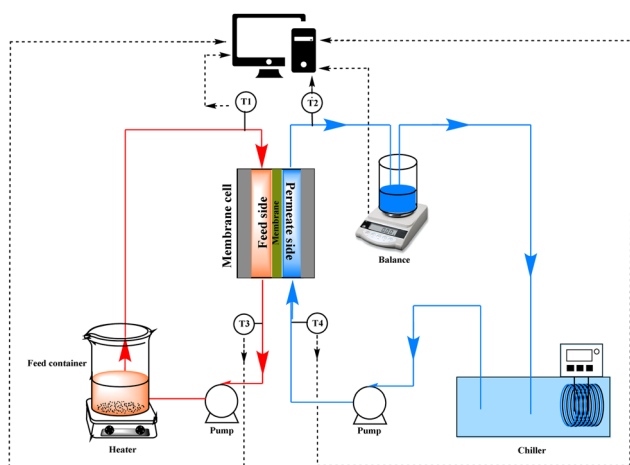 T1
T2
Membrane cell
Feed side
Membrane
Permeate side
Balance
T3
T4
Feed container
Heater
Pump
Pump
Chiller